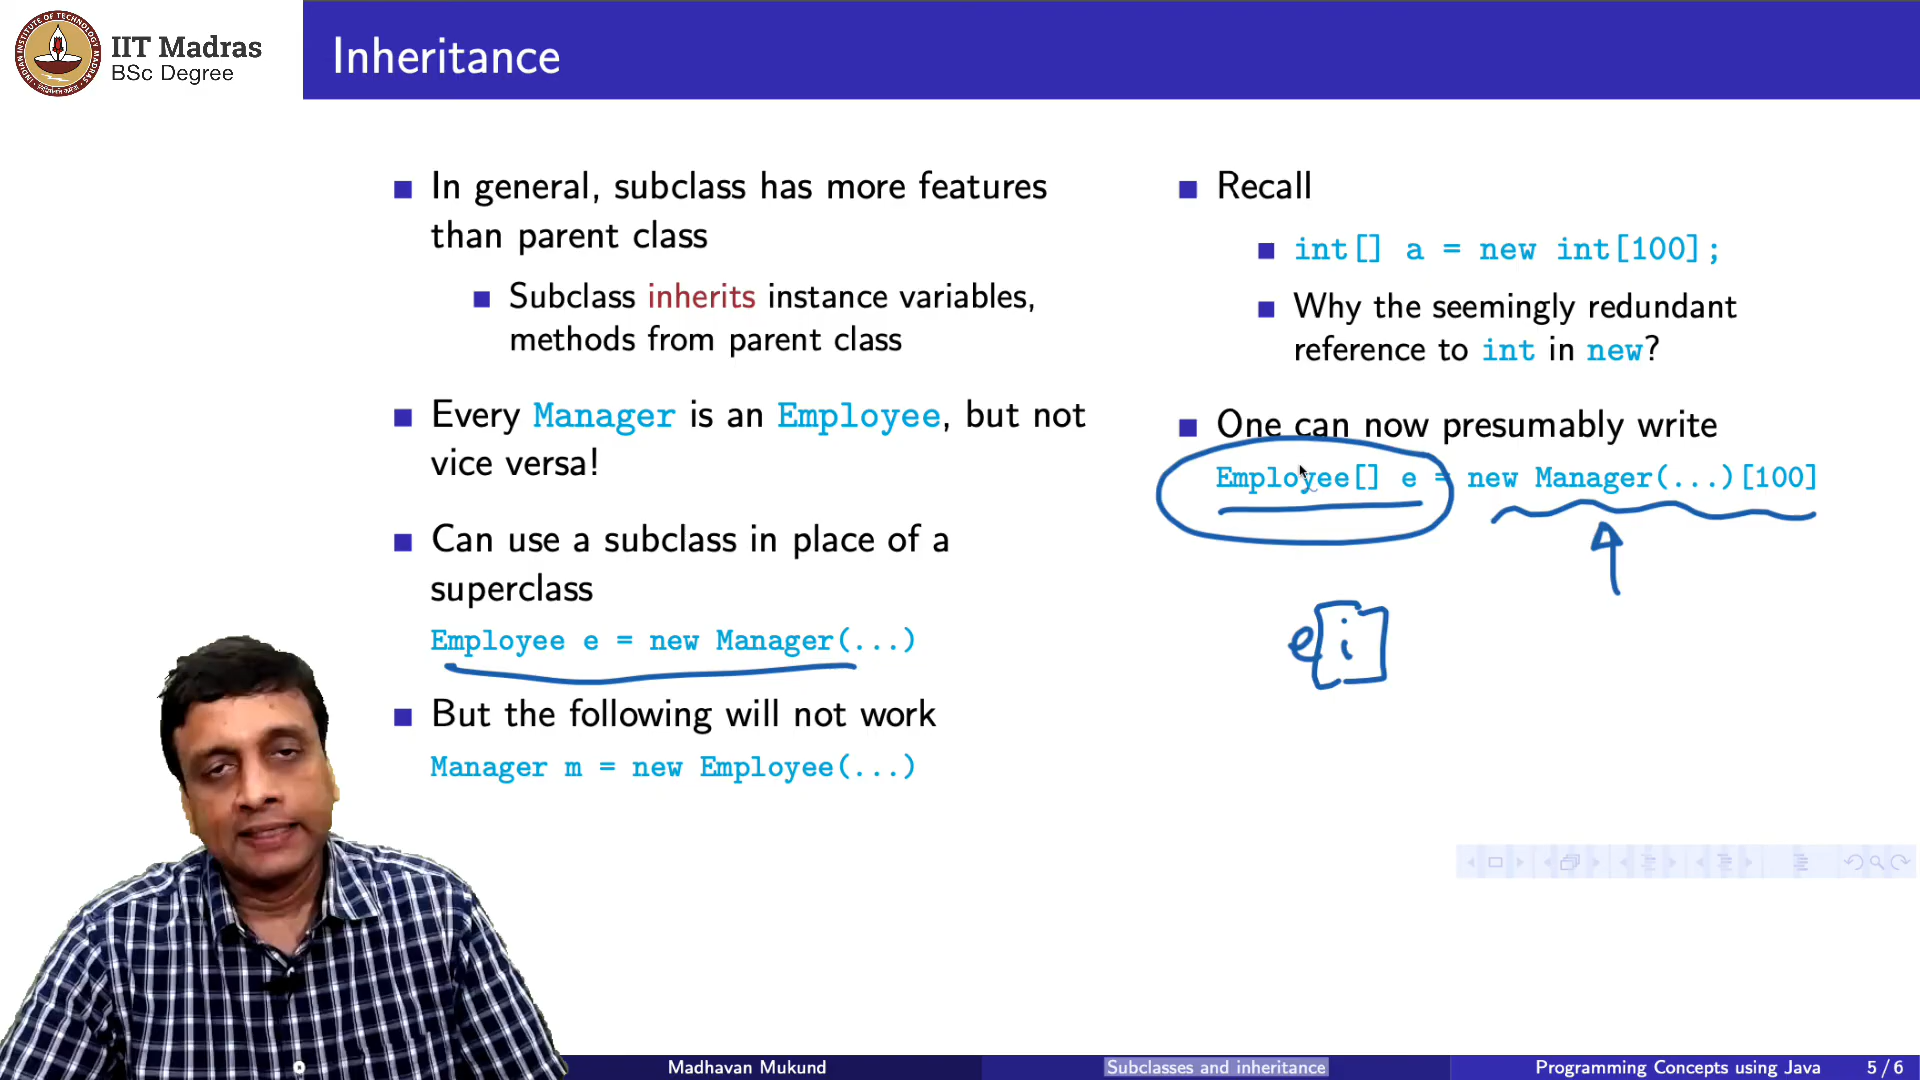 IIT Madras
BSc Degree
Inheritance
In general, subclass has more features
than parent class
Subclass inherits instance variables,
methods from parent class
Every Manager is an Employee, but not
vice versa!
Can use a subclass in place of a
superclass
Employee e = new Manager(...)
But the following will not work
Manager m = new Employee(...)
Recall
int[] a = new int[100];
Why the seemingly redundant
reference to int in new?
One can now presumably write
Employee[] e = new Manager(...)[100]
e[i]
Madhavan Mukund
Subclasses and inheritance
Programming Concepts using Java
5 / 6